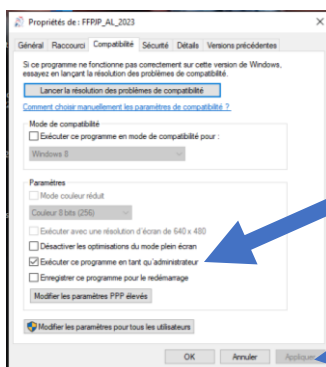 Propriétés de : FFPJP_AL_2023
Général Raccourci Compatibilité Sécurité Détails Versions précédentes
Si ce programme ne fonctionne pas correctement sur cette version de Windows,
essayez en lançant la résolution des problèmes de compatibilité.
Lancer la résolution des problèmes de compatibilité
Comment choisir manuellement les paramètres de compatibilité ?
Mode de compatibilité
Exécuter ce programme en mode de compatibilité pour :
Windows 8
Paramètres
Mode couleur réduit
Couleur 8 bits (256)
Exécuter avec une résolution d'écran de 640 x 480
Désactiver les optimisations du mode plein écran
Exécuter ce programme en tant qu'administrateur
Enregistrer ce programme pour le redémarrage
Modifier les paramètres PPP élevés
Modifier les paramètres pour tous les utilisateurs
OK Annuler Appliquer